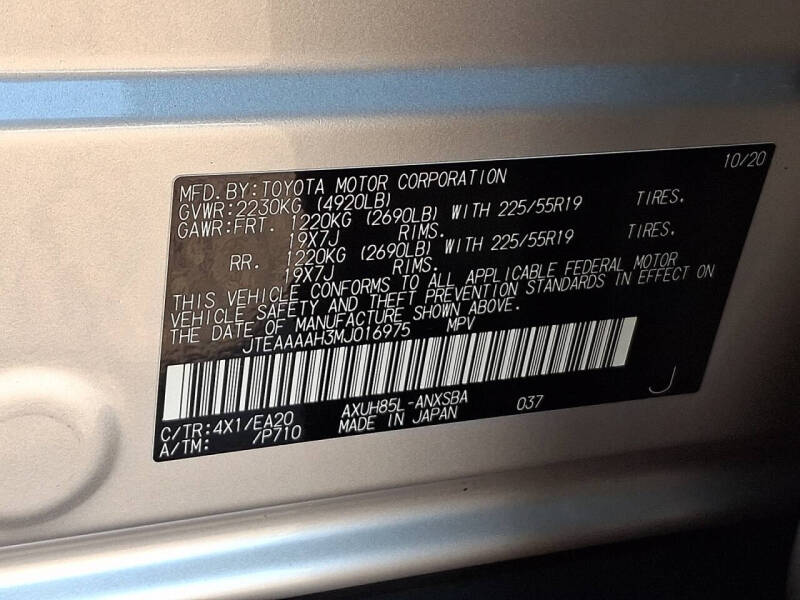 10/20
MFD. BY: TOYOTA MOTOR CORPORATION
GVWR: 2230KG (4920LB)
GAWR: FRT. 1220KG (2690LB) WITH 225/55R19 TIRES.
19X7J RIMS.
RR. 1220KG (2690LB) WITH 225/55R19 TIRES.
19X7J RIMS.
THIS VEHICLE CONFORMS TO ALL APPLICABLE FEDERAL MOTOR
VEHICLE SAFETY AND THEFT PREVENTION STANDARDS IN EFFECT ON
THE DATE OF MANUFACTURE SHOWN ABOVE.
JTEAAAAH3MJ016975 MPV
C/TR: 4X1/EA20 AXUH85L-ANXSBA 037 J
A/TM: /P710 MADE IN JAPAN